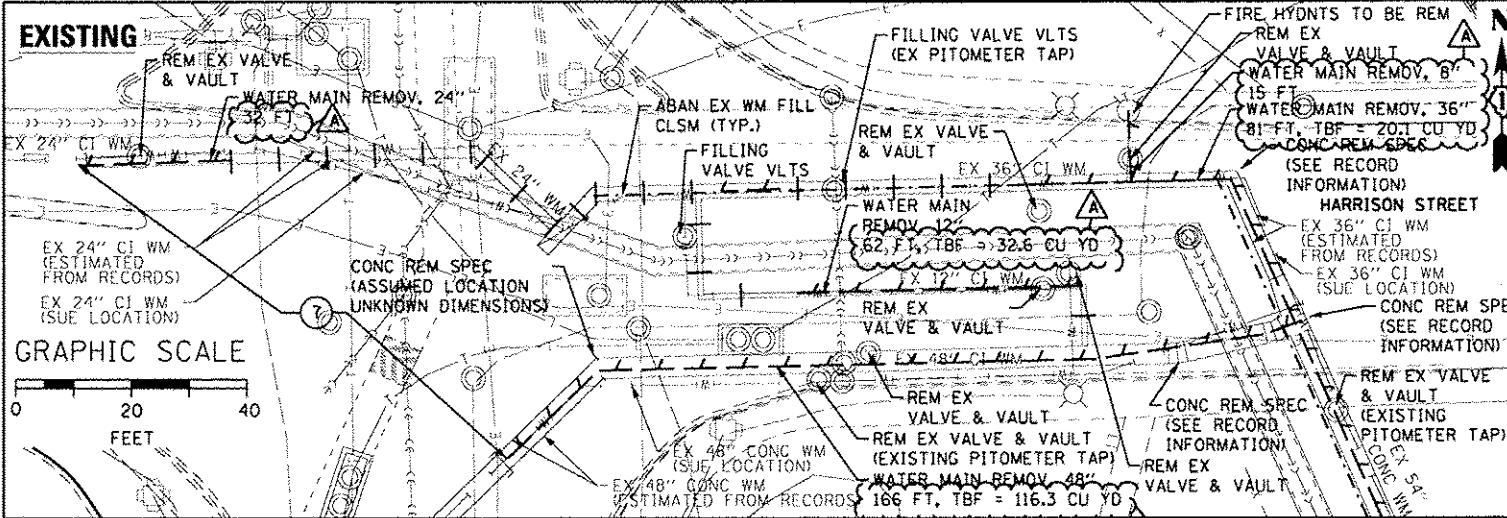 EXISTING
REM EX VALVE
& VAULT
WATER MAIN REMOV, 24"
32 FT
A
EX 24" CI WM
EX 24" WM
ABAN EX WM FILL
CLSM (TYP.)
FILLING
VALVE VLTS
FILLING VALVE VLTS
(EX PITOMETER TAP)
REM EX VALVE
& VAULT
EX 36" CI WM
WATER MAIN
REMOV, 12"
62 FT, TBF = 32.6 CU YD
A
X 12" CI WM
REM EX
VALVE & VAULT
FIRE HYDNTS TO BE REM
REM EX
VALVE & VAULT
A
WATER MAIN REMOV, 8"
15 FT
WATER MAIN REMOV, 36"
81 FT, TBF = 20.1 CU YD
CONC REM SPEC
(SEE RECORD
INFORMATION)
HARRISON STREET
N
EX 36" CI WM
(ESTIMATED
FROM RECORDS)
EX 36" CI WM
(SUE LOCATION)
CONC REM SPE
(SEE RECORD
INFORMATION)
REM EX VALVE
& VAULT
(EXISTING
PITOMETER TAP)
EX 54"
CONC WM
EX 24" CI WM
(ESTIMATED
FROM RECORDS)
EX 24" CI WM
(SUE LOCATION)
7
CONC REM SPEC
(ASSUMED LOCATION
UNKNOWN DIMENSIONS)
EX 48" CI WM
REM EX
VALVE & VAULT
REM EX VALVE & VAULT
(EXISTING PITOMETER TAP)
WATER MAIN REMOV, 48"
166 FT, TBF = 116.3 CU YD
CONC REM SPEC
(SEE RECORD
INFORMATION)
REM EX
VALVE & VAULT
EX 48" CONC WM
(SUE LOCATION)
EX 48" CONC WM
(ESTIMATED FROM RECORDS
GRAPHIC SCALE
0 20 40
FEET